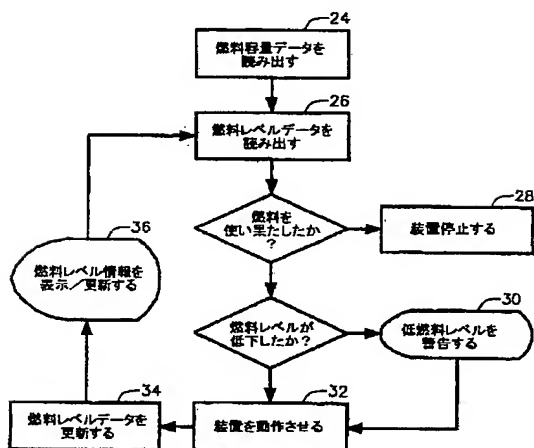 24
燃料容量データを
読み出す
26
燃料レベルデータを
読み出す
燃料を
使い果たしたか
?
28
装置停止する
36
燃料レベル情報を
表示/更新する
燃料レベルが
低下したか?
30
低燃料レベルを
警告する
34
燃料レベルデータを
更新する
32
装置を動作させる